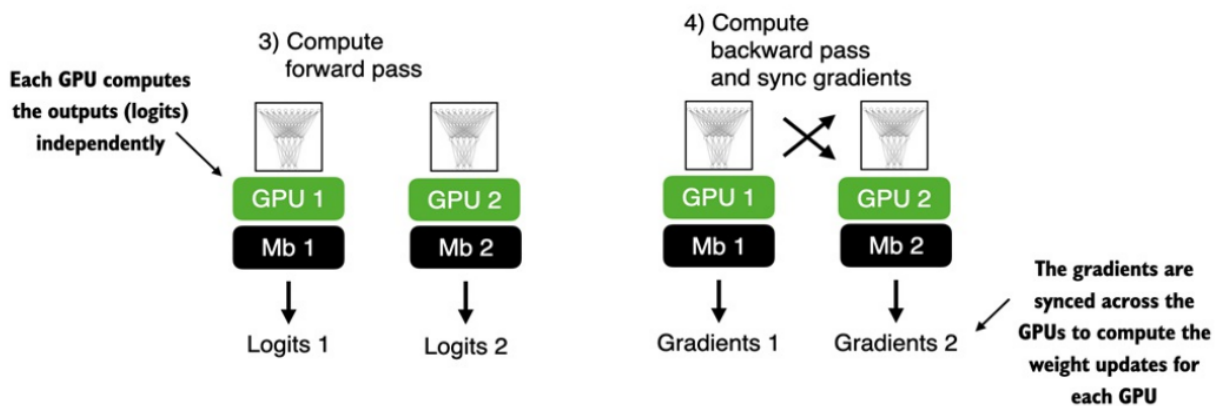 3) Compute
forward pass
Each GPU computes
the outputs (logits)
independently
GPU 1
GPU 2
Mb 1
Mb 2
Logits 1
Logits 2
4) Compute
backward pass
and sync gradients
GPU 1
GPU 2
Mb 1
Mb 2
Gradients 1
Gradients 2
The gradients are
synced across the
GPUs to compute the
weight updates for
each GPU